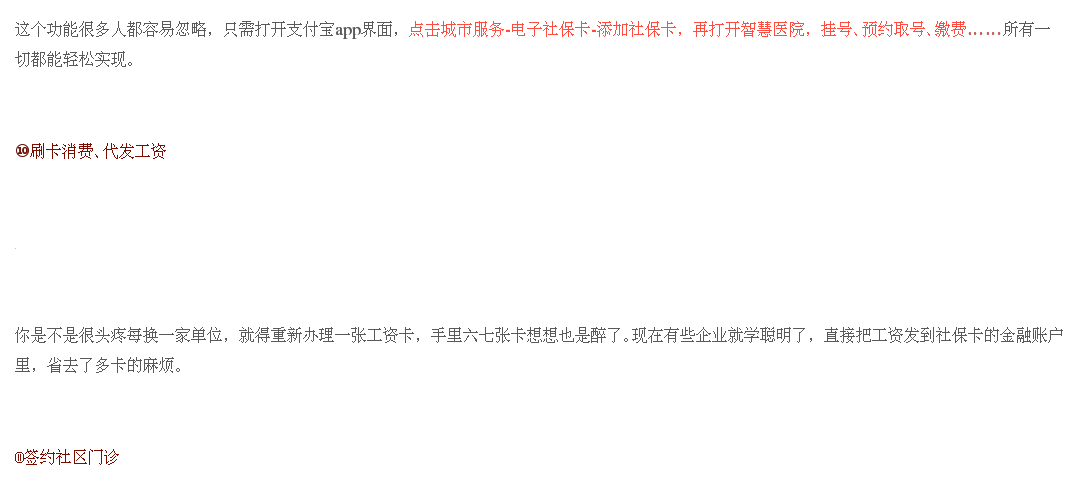 这个功能很多人都容易忽略，只需打开支付宝app界面，点击城市服务-电子社保卡-添加社保卡，再打开智慧医院，挂号、预约取号、缴费……所有一
切都能轻松实现。
⑩刷卡消费、代发工资
你是不是很头疼每换一家单位，就得重新办理一张工资卡，手里六七张卡想想也是醉了。现在有些企业就学聪明了，直接把工资发到社保卡的金融账户
里，省去了多卡的麻烦。
⑪签约社区门诊